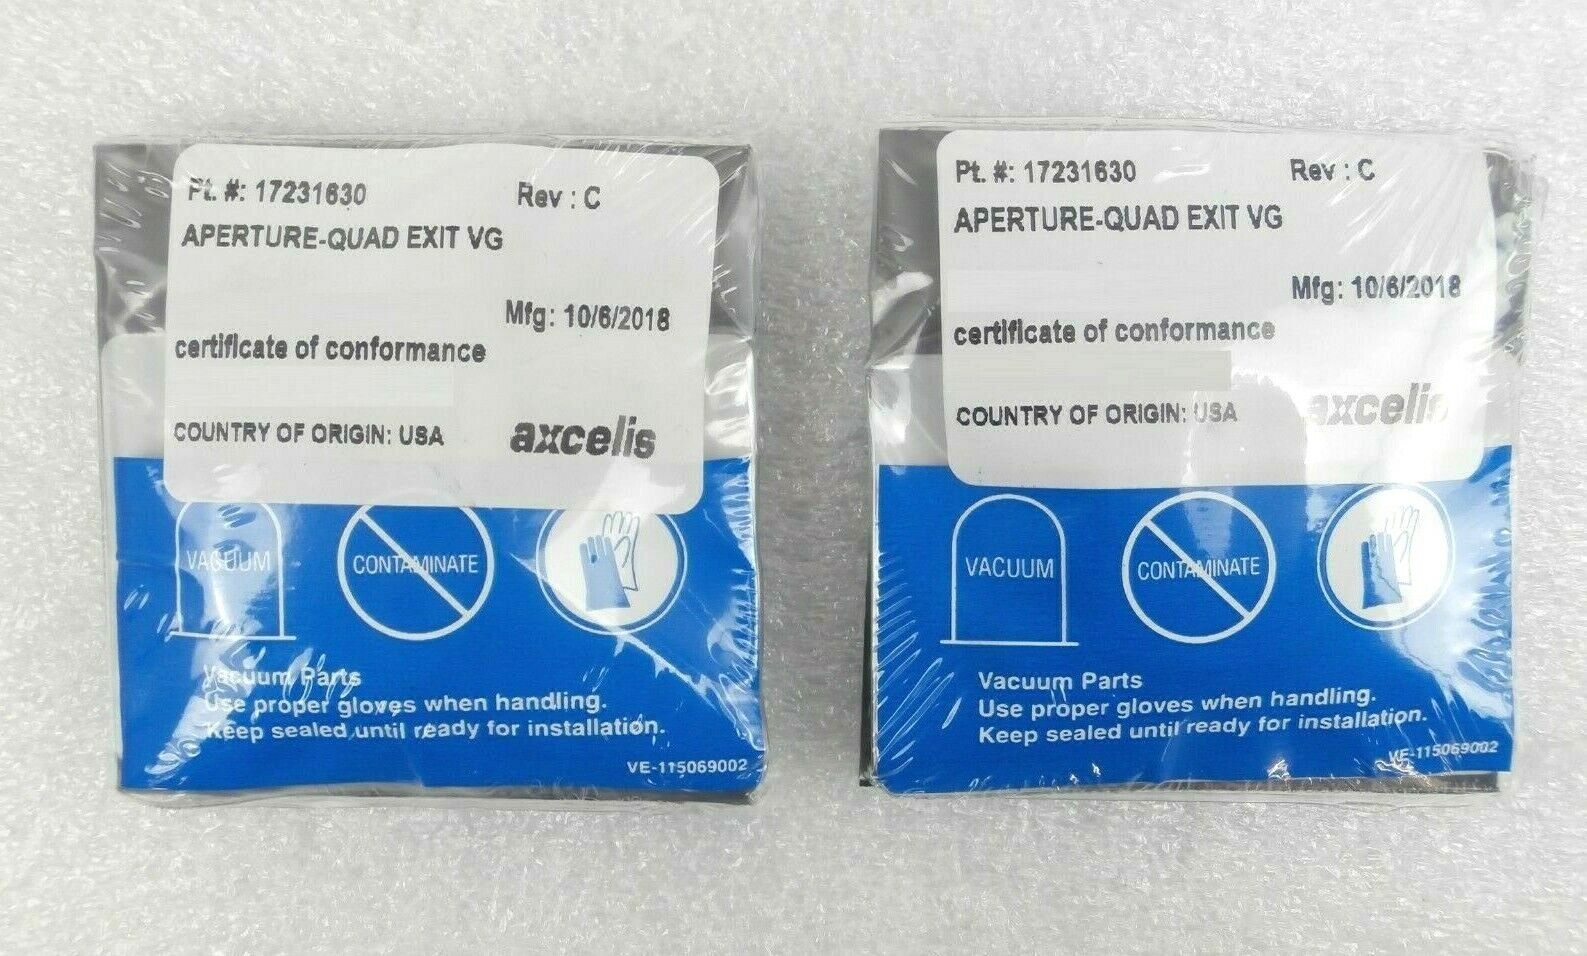 Pt. #: 17231630 Rev : C
APERTURE-QUAD EXIT VG
Mfg: 10/6/2018
certificate of conformance
COUNTRY OF ORIGIN: USA axcelis
VACUUM CONTAMINATE
Vacuum Parts
Use proper gloves when handling.
Keep sealed until ready for installation.
VE-115069002
Pt. #: 17231630 Rev : C
APERTURE-QUAD EXIT VG
Mfg: 10/6/2018
certificate of conformance
COUNTRY OF ORIGIN: USA axcelis
VACUUM CONTAMINATE
Vacuum Parts
Use proper gloves when handling.
Keep sealed until ready for installation.
VE-115069002